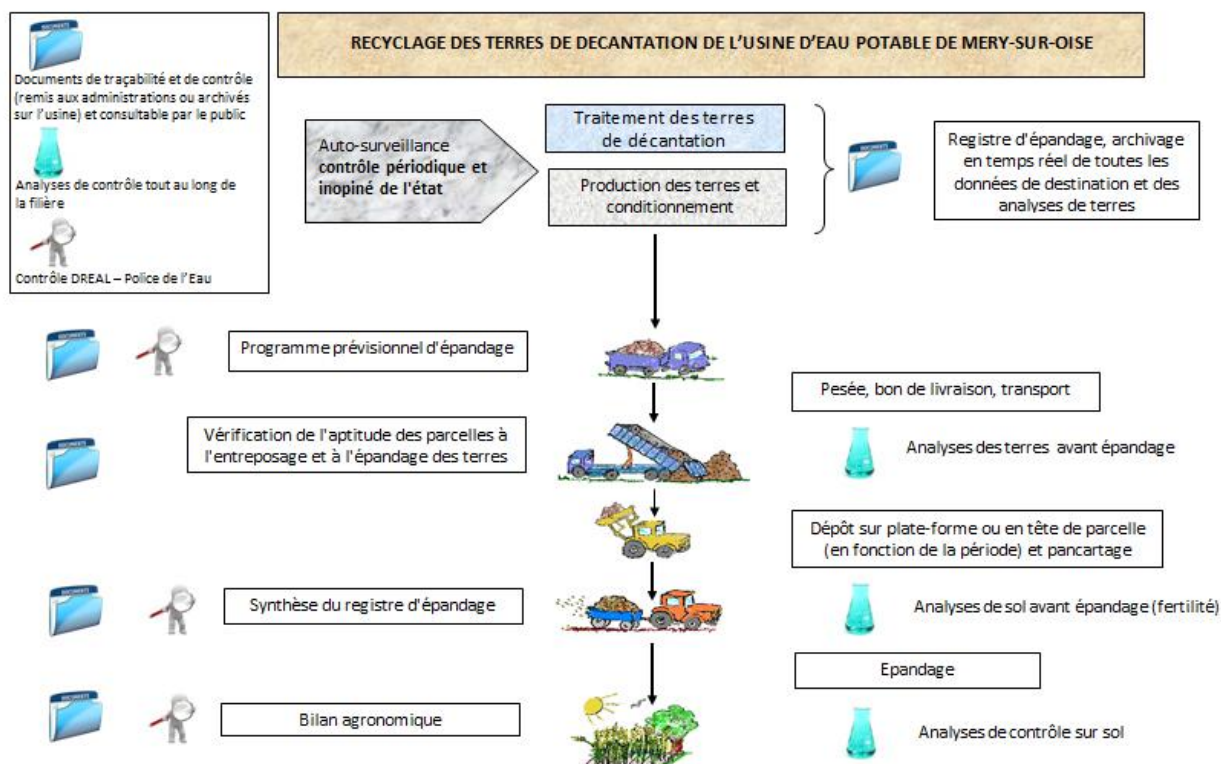 RECYCLAGE DES TERRES DE DECANTATION DE L'USINE D'EAU POTABLE DE MERY-SUR-OISE
DOCUMENTS
Documents de traçabilité et de contrôle
(remis aux administrations ou archivés
sur l'usine) et consultable par le public
Analyses de contrôle tout au long de
la filière
Contrôle DREAL – Police de l'Eau
Auto-surveillance
contrôle périodique et
inopiné de l'état
Traitement des terres
de décantation
Production des terres et
conditionnement
DOCUMENTS
Registre d'épandage, archivage
en temps réel de toutes les
données de destination et des
analyses de terres
DOCUMENTS
Programme prévisionnel d'épandage
Pesée, bon de livraison, transport
DOCUMENTS
Vérification de l'aptitude des parcelles à
l'entreposage et à l'épandage des terres
Analyses des terres avant épandage
Dépôt sur plate-forme ou en tête de parcelle
(en fonction de la période) et pancartage
DOCUMENTS
Synthèse du registre d'épandage
Analyses de sol avant épandage (fertilité)
Epandage
DOCUMENTS
Bilan agronomique
Analyses de contrôle sur sol